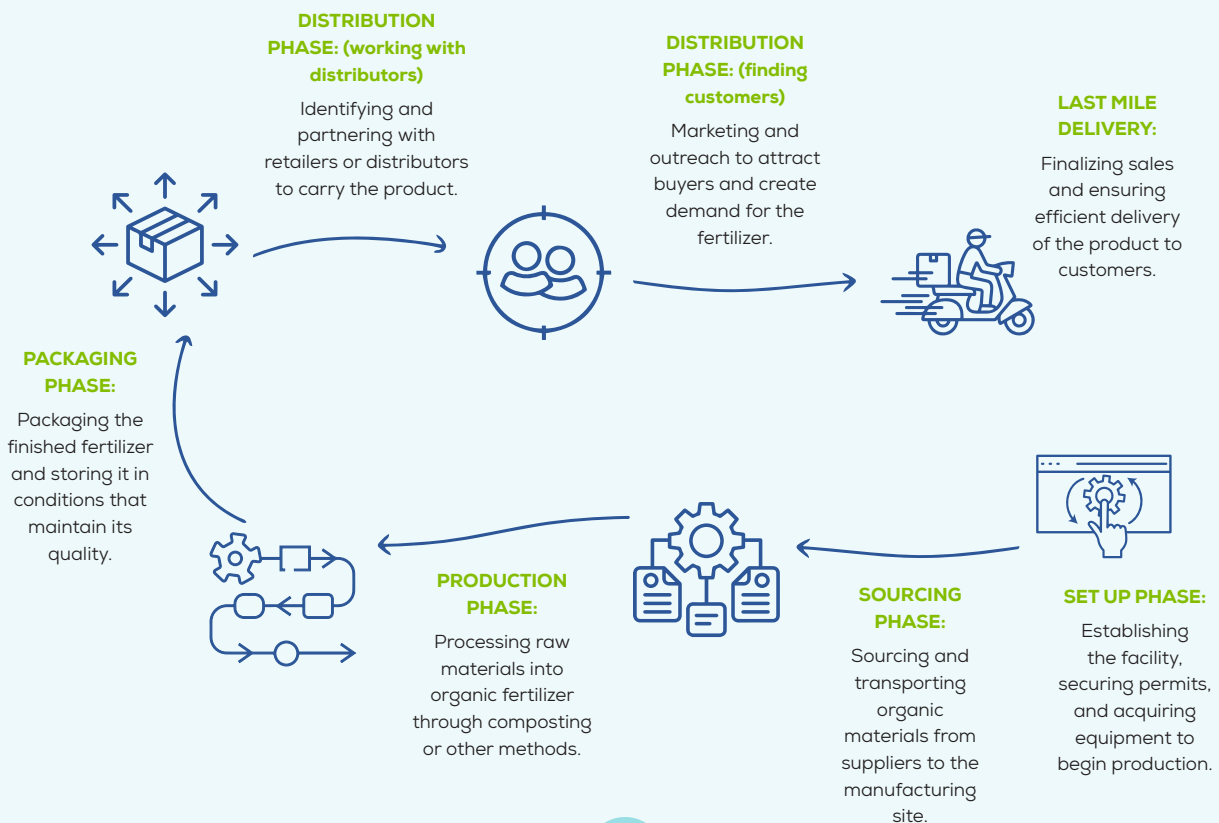 DISTRIBUTION
PHASE: (working with
distributors)
Identifying and
partnering with
retailers or distributors
to carry the product.
DISTRIBUTION
PHASE: (finding
customers)
Marketing and
outreach to attract
buyers and create
demand for the
fertilizer.
LAST MILE
DELIVERY:
Finalizing sales
and ensuring
efficient delivery
of the product to
customers.
PACKAGING
PHASE:
Packaging the
finished fertilizer
and storing it in
conditions that
maintain its
quality.
PRODUCTION
PHASE:
Processing raw
materials into
organic fertilizer
through composting
or other methods.
SOURCING
PHASE:
Sourcing and
transporting
organic
materials from
suppliers to the
manufacturing
site.
SET UP PHASE:
Establishing
the facility,
securing permits,
and acquiring
equipment to
begin production.